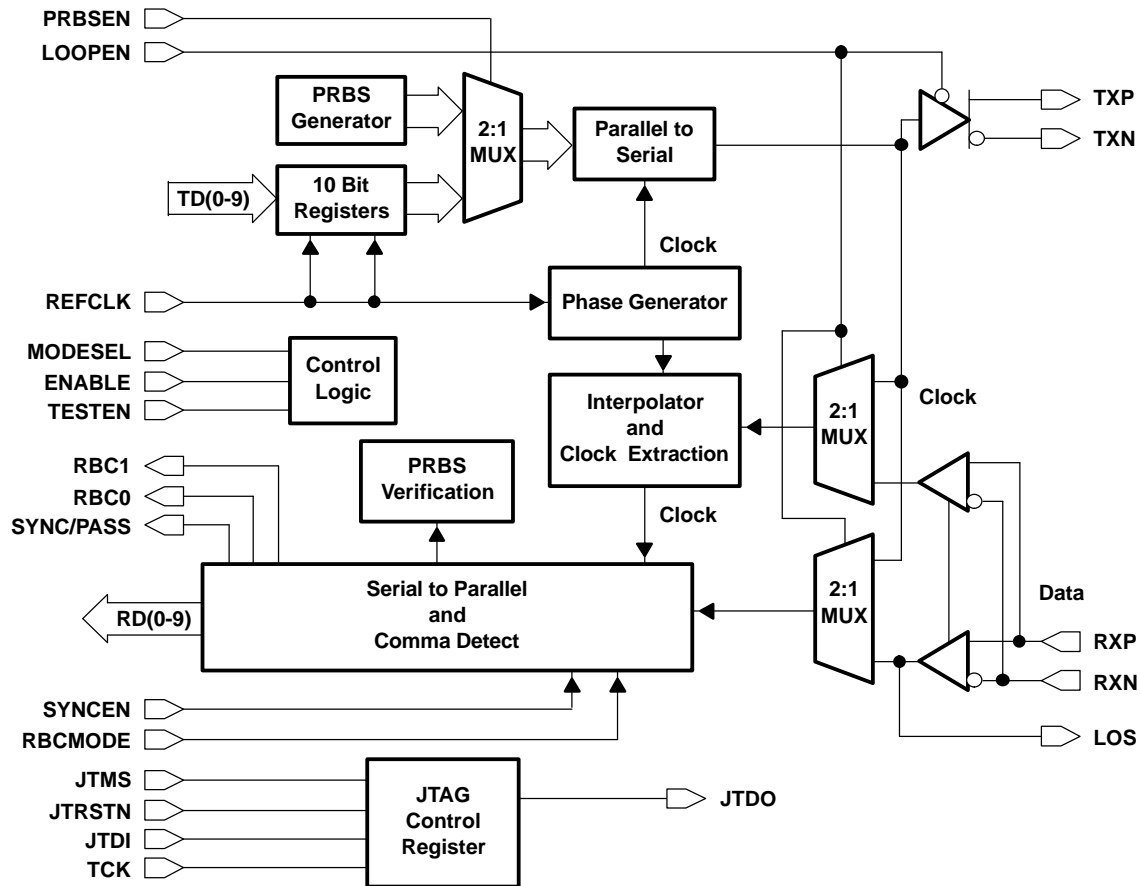 PRBSEN
LOOPEN
PRBS
Generator
2:1
MUX
Parallel to
Serial
TXP
TXN
TD(0-9)
10 Bit
Registers
Clock
REFCLK
Phase Generator
MODESEL
ENABLE
TESTEN
Control
Logic
Interpolator
and
Clock Extraction
2:1
MUX
Clock
RBC1
RBC0
SYNC/PASS
PRBS
Verification
Clock
RD(0-9)
Serial to Parallel
and
Comma Detect
2:1
MUX
Data
RXP
RXN
SYNCEN
RBCMODE
LOS
JTMS
JTRSTN
JTDI
TCK
JTAG
Control
Register
JTDO